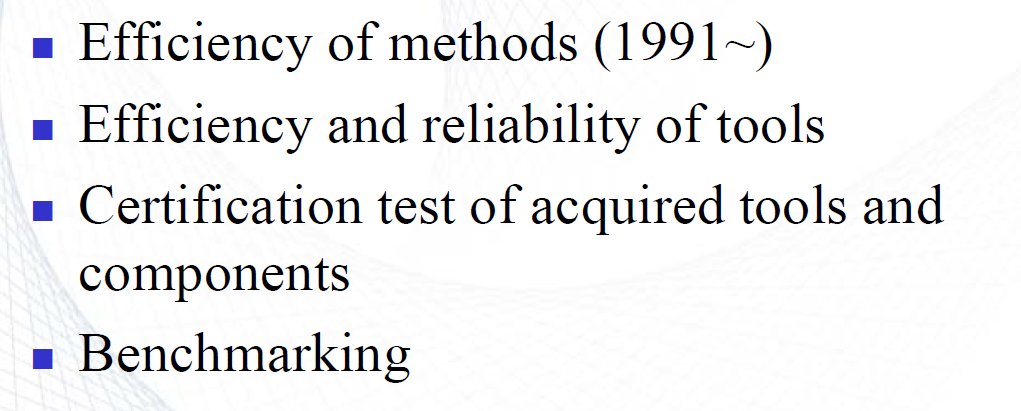 ■ Efficiency of methods (1991~)
■ Efficiency and reliability of tools
■ Certification test of acquired tools and
components
■ Benchmarking